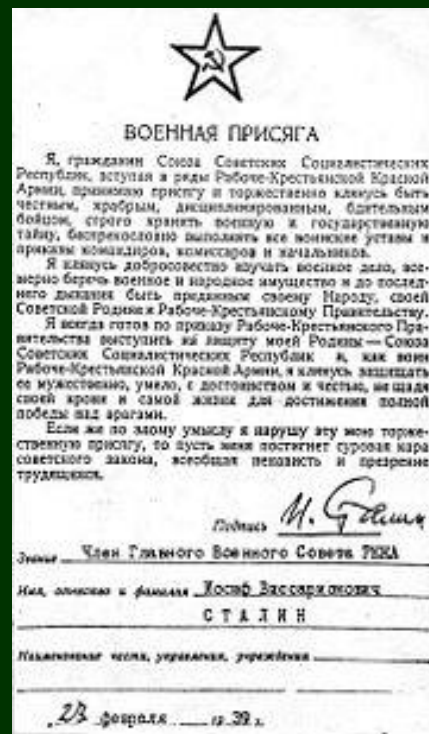 ВОЕННАЯ ПРИСЯГА
Я, гражданин Союза Советских Социалистических
Республик, вступая в ряды Рабоче-Крестьянской Красной
Армии, принимаю присягу и торжественно клянусь быть
честным, храбрым, дисциплинированным, бдительным
бойцом, строго хранить военную и государственную
тайну, беспрекословно выполнять все воинские уставы и
приказы командиров, комиссаров и начальников.
Я клянусь добросовестно изучать военное дело, все-
мерно беречь военное и народное имущество и до послед-
него дыхания быть преданным своему Народу, своей
Советской Родине и Рабоче-Крестьянскому Правительству.
Я всегда готов по приказу Рабоче-Крестьянского Пра-
вительства выступить на защиту моей Родины — Союза
Советских Социалистических Республик и, как воин
Рабоче-Крестьянской Красной Армии, я клянусь защищать
ее мужественно, умело, с достоинством и честью, не щадя
своей крови и самой жизни для достижения полной
победы над врагами.
Если же по злому умыслу я нарушу эту мою торже-
ственную присягу, то пусть меня постигнет суровая кара
советского закона, всеобщая ненависть и презрение
трудящихся.
Подпись И. Сталин
Звание Член Главного Военного Совета РККА
Имя, отчество и фамилия Иосиф Виссарионович
СТАЛИН
Наименование части, управления, учреждения
23 февраля 1939 г.